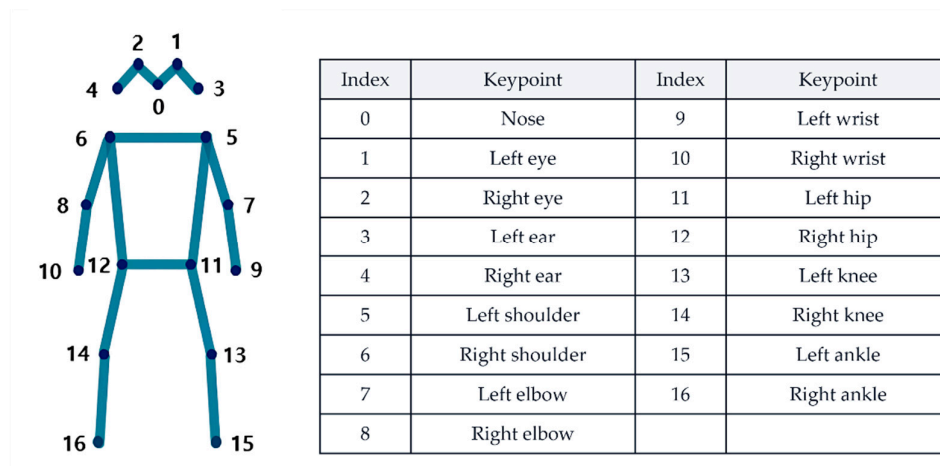 2 1
4 0 3
6 5
8 7
10 12 11 9
14 13
16 15
Index Keypoint Index Keypoint
0 Nose 9 Left wrist
1 Left eye 10 Right wrist
2 Right eye 11 Left hip
3 Left ear 12 Right hip
4 Right ear 13 Left knee
5 Left shoulder 14 Right knee
6 Right shoulder 15 Left ankle
7 Left elbow 16 Right ankle
8 Right elbow